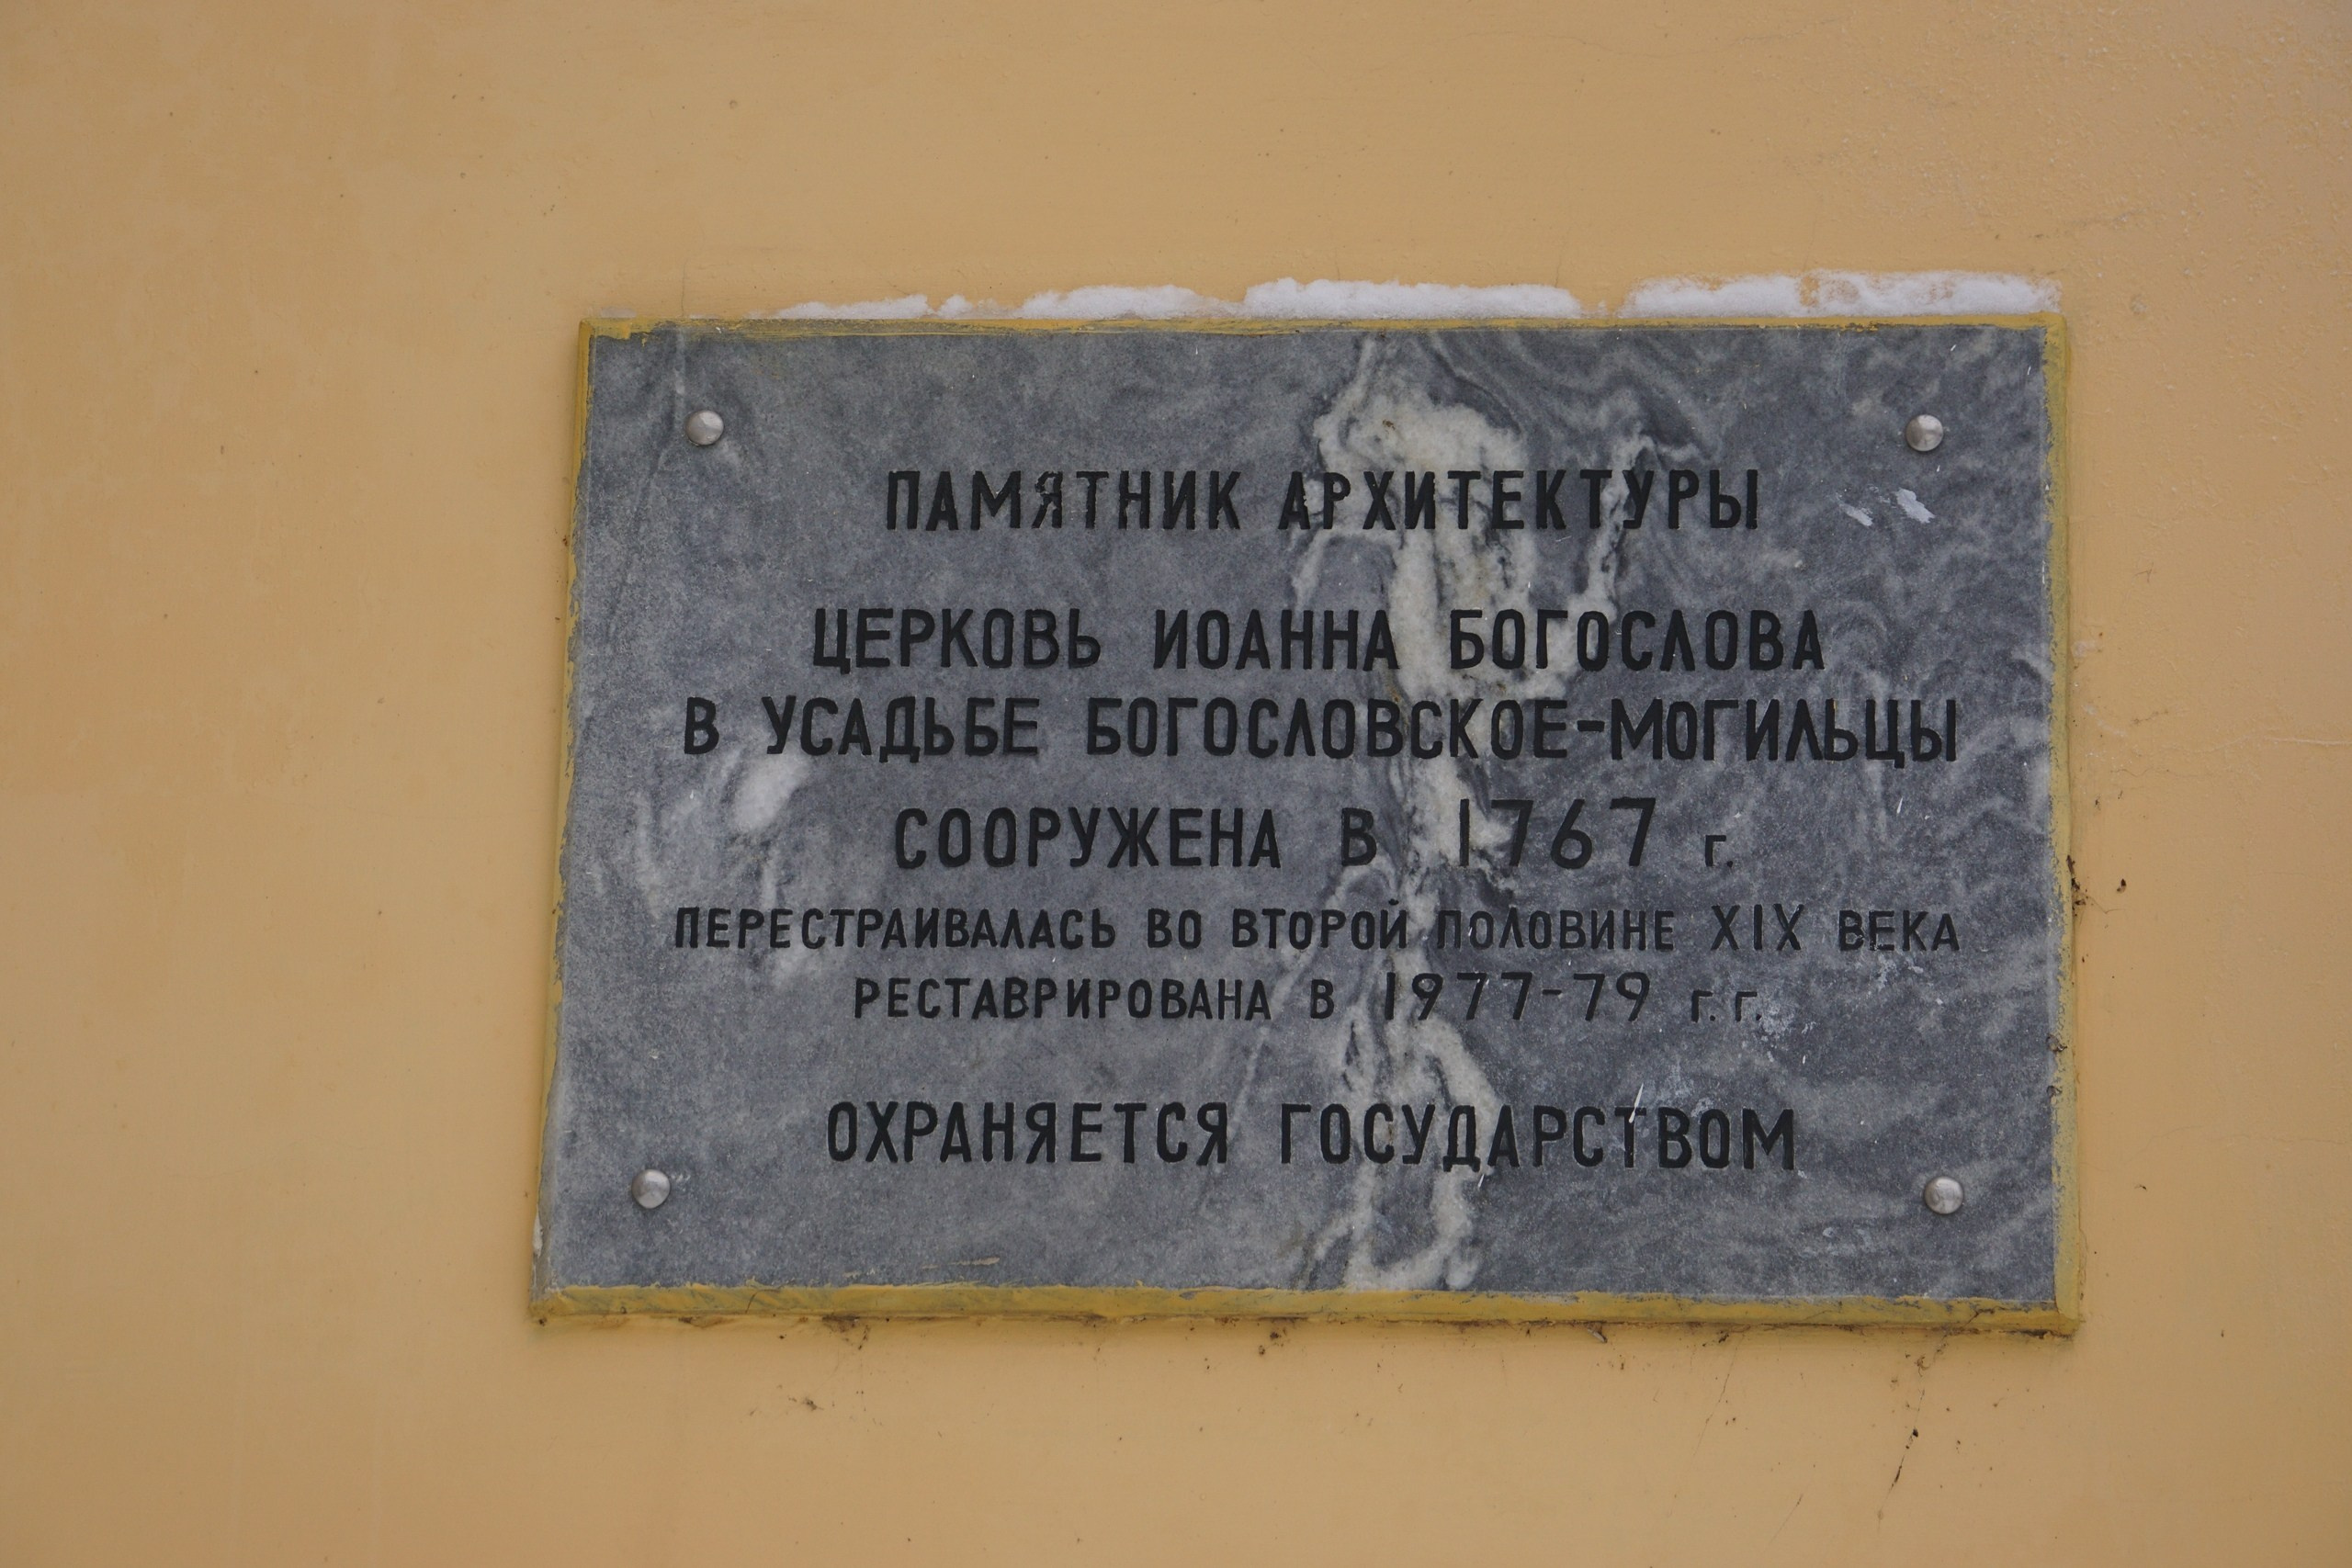 ПАМЯТНИК АРХИТЕКТУРЫ
ЦЕРКОВЬ ИОАННА БОГОСЛОВА
В УСАДЬБЕ БОГОСЛОВСКОЕ-МОГИЛЬЦЫ
СООРУЖЕНА В 1767 г.
ПЕРЕСТРАИВАЛАСЬ ВО ВТОРОЙ ПОЛОВИНЕ XIX ВЕКА
РЕСТАВРИРОВАНА В 1977-79 г.г.
ОХРАНЯЕТСЯ ГОСУДАРСТВОМ